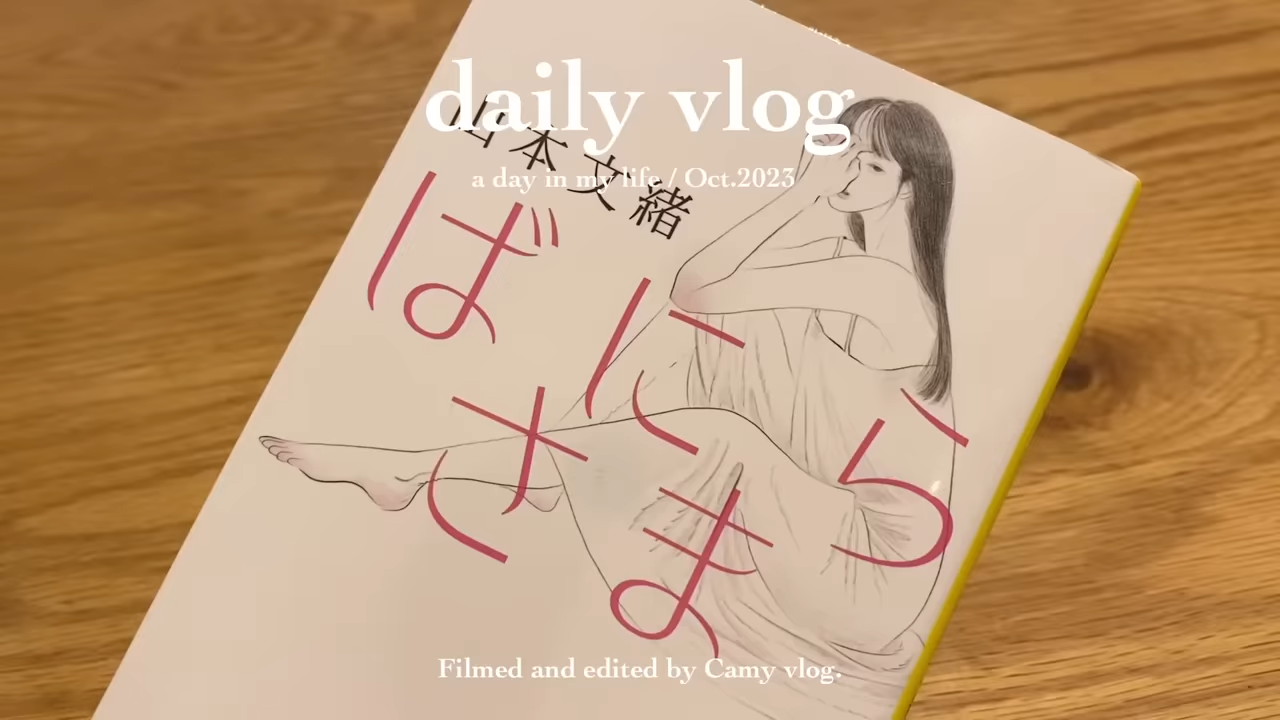 daily vlog
山本文緒
a day in my life / Oct.2023
ばにら
さま
Filmed and edited by Camy vlog.